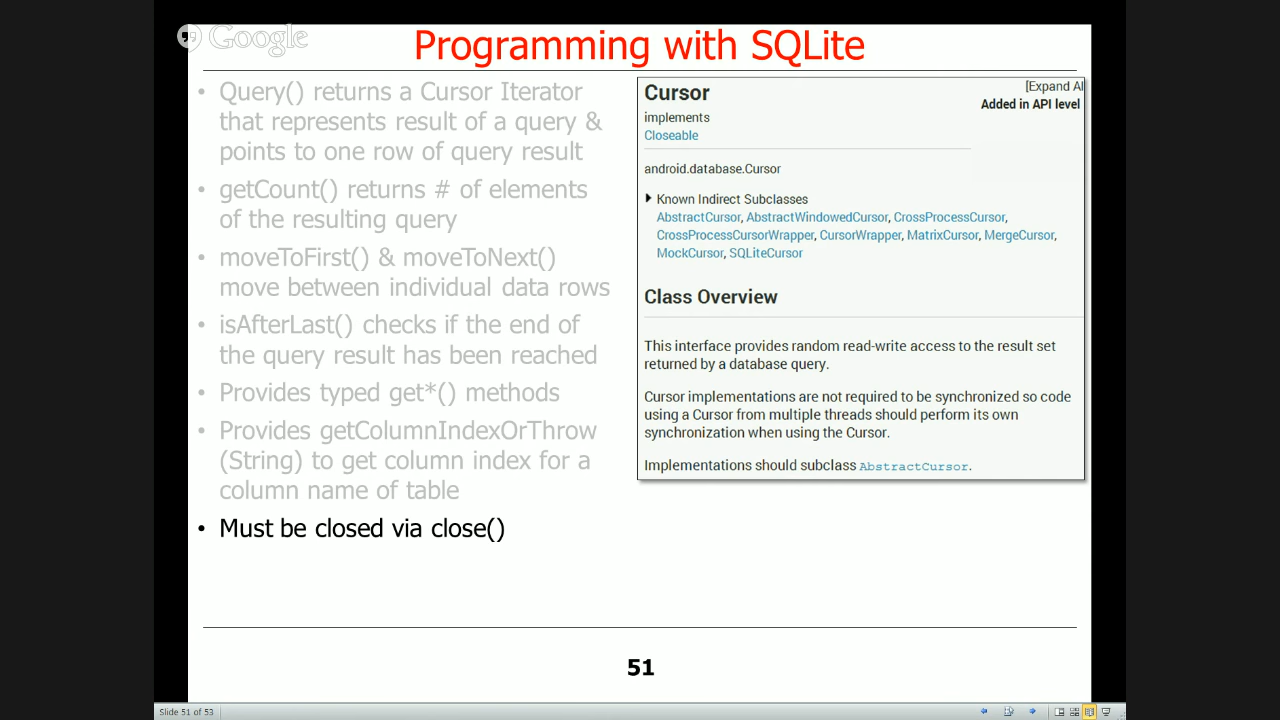 Google
Programming with SQLite
• Query() returns a Cursor Iterator
that represents result of a query &
points to one row of query result
• getCount() returns # of elements
of the resulting query
• moveToFirst() & moveToNext()
move between individual data rows
• isAfterLast() checks if the end of
the query result has been reached
• Provides typed get*() methods
• Provides getColumnIndexOrThrow
(String) to get column index for a
column name of table
• Must be closed via close()
[Expand Al
Added in API level
Cursor
implements
Closeable
android.database.Cursor
Known Indirect Subclasses
AbstractCursor, AbstractWindowedCursor, CrossProcessCursor,
CrossProcessCursorWrapper, CursorWrapper, MatrixCursor, MergeCursor,
MockCursor, SQLiteCursor
Class Overview
This interface provides random read-write access to the result set
returned by a database query.
Cursor implementations are not required to be synchronized so code
using a Cursor from multiple threads should perform its own
synchronization when using the Cursor.
Implementations should subclass AbstractCursor.
51
Slide 51 of 53